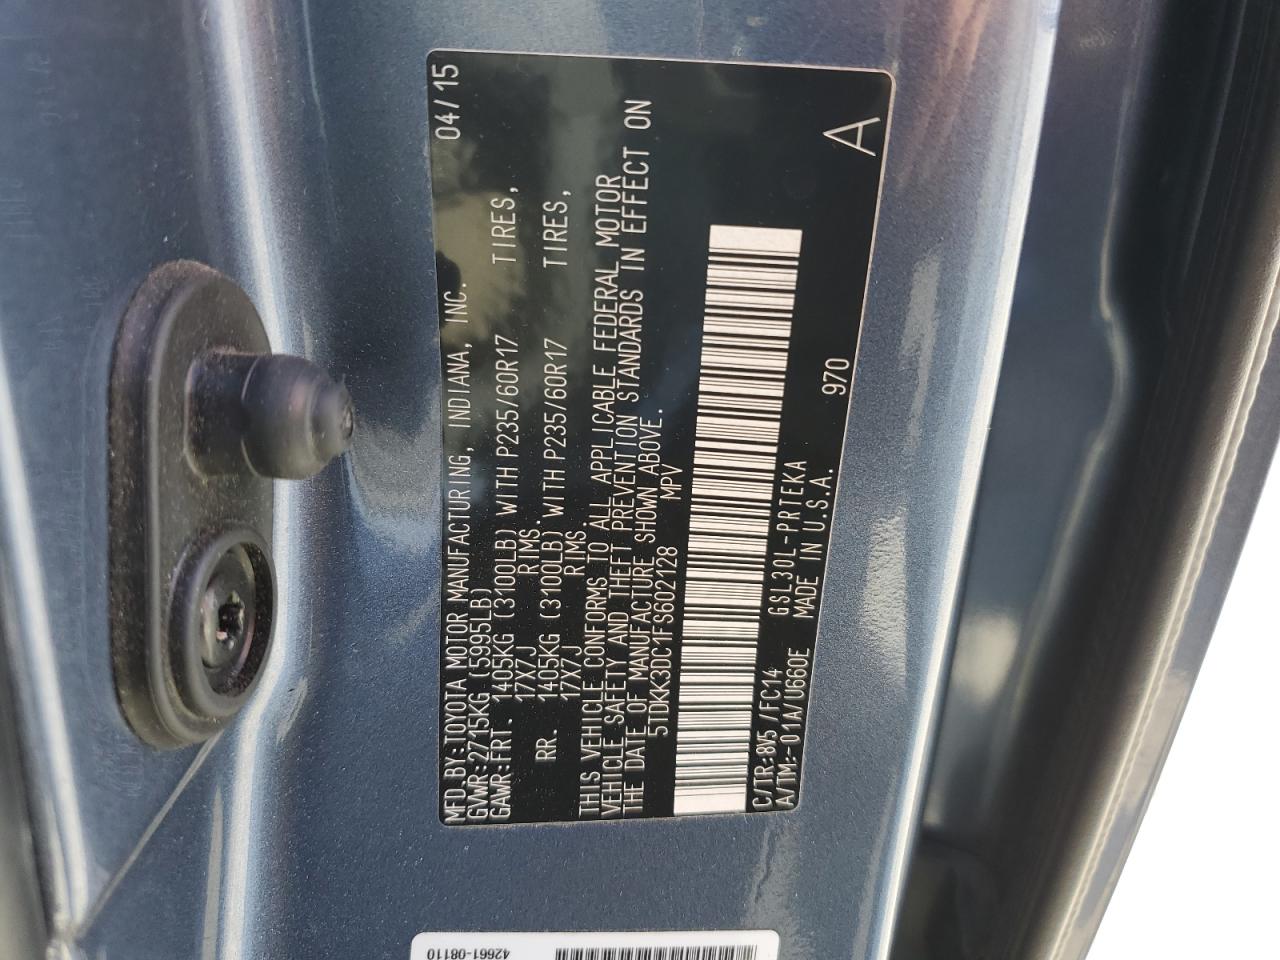 MFD.BY:TOYOTA MOTOR MANUFACTURING, INDIANA, INC. 04/15
GVWR:2715KG (5995LB)
GAWR:FRT. 1405KG (3100LB) WITH P235/60R17 TIRES,
17X7J RIMS.
RR. 1405KG (3100LB) WITH P235/60R17 TIRES,
17X7J RIMS.
THIS VEHICLE CONFORMS TO ALL APPLICABLE FEDERAL MOTOR
VEHICLE SAFETY AND THEFT PREVENTION STANDARDS IN EFFECT ON
THE DATE OF MANUFACTURE SHOWN ABOVE.
5TDKK3DC1FS602128 MPV
C/TR:8V5 /FC14 GSL30L-PRTEKA
A/TM:-01A/U660E MADE IN U.S.A. 970
A
42661-08110